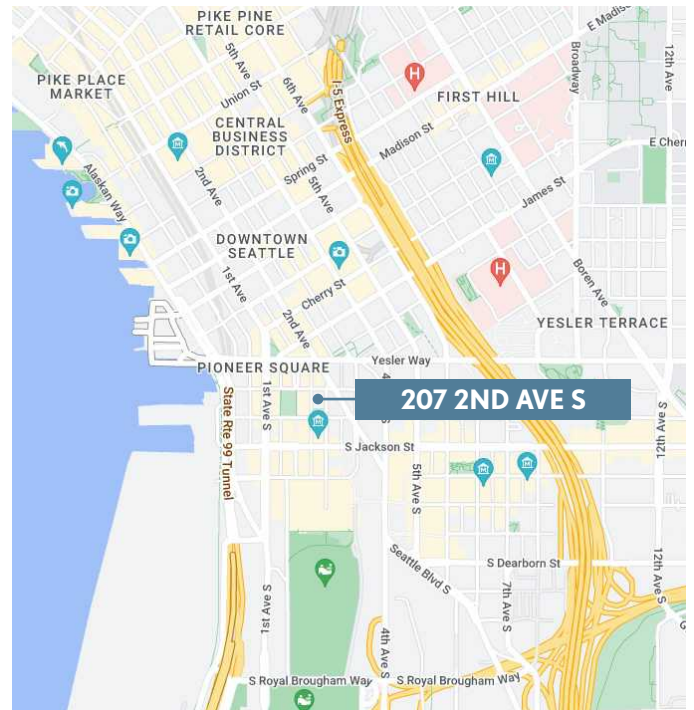 PIKE PINE
RETAIL CORE
E Madison St
Broadway
12th Ave
5th Ave
6th Ave
I-5 Express
PIKE PLACE
MARKET
Union St
H
FIRST HILL
CENTRAL
BUSINESS
DISTRICT
Madison St
E Cherry
2nd Ave
Spring St
5th Ave
Alaskan Way
James St
DOWNTOWN
SEATTLE
1st Ave
Cherry St
H
Boren Ave
2nd Ave
YESLER TERRACE
Yesler Way
PIONEER SQUARE
207 2ND AVE S
State Rte 99 Tunnel
1st Ave S
12th Ave S
S Jackson St
5th Ave S
Seattle Blvd S
S Dearborn St
7th Ave S
12th Ave S
1st Ave S
4th Ave S
S Royal Brougham Way
S Royal Brougham Way